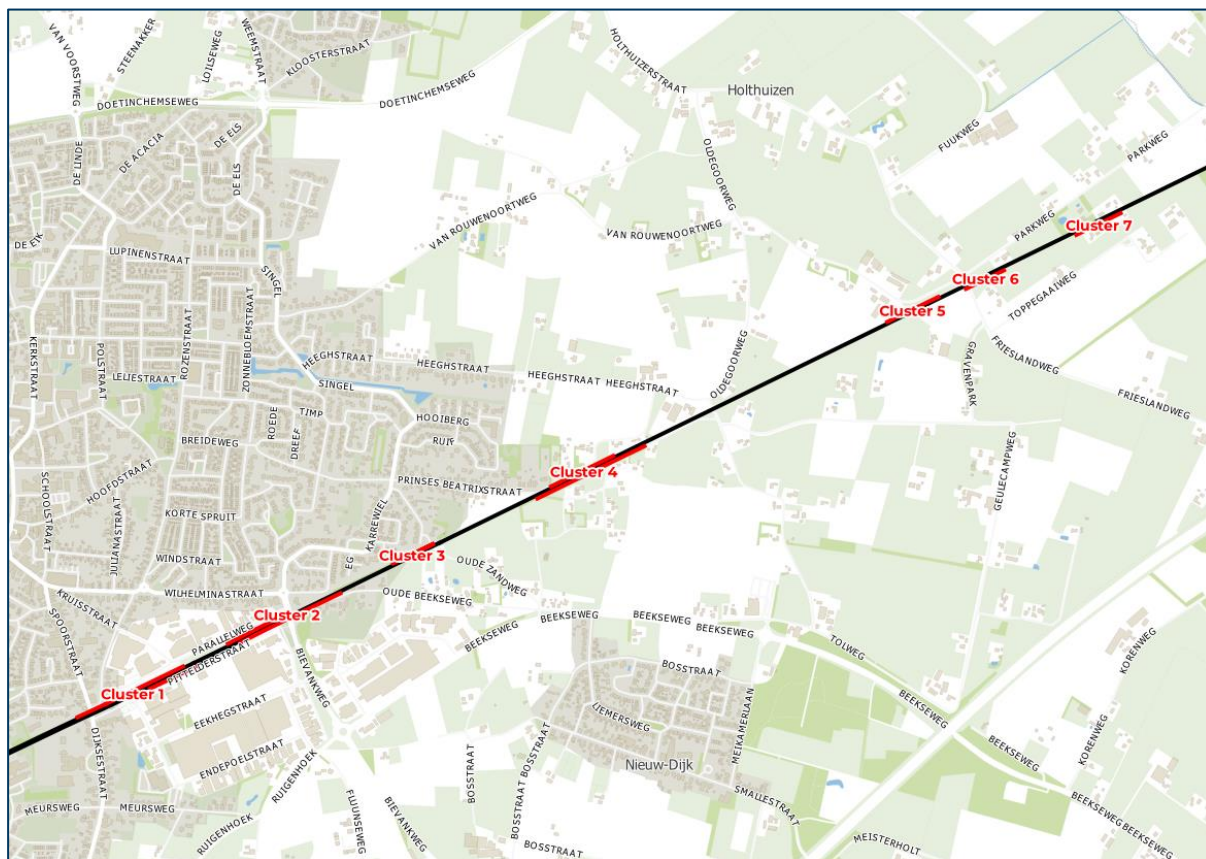 VAN VOORSTWEG
STEENAKKER
LOILSEWEG
WEEMSTRAAT
KLOOSTERSTRAAT
DOETINCHEMSEWEG
HOLTHUIZERSTRAAT
Holthuizen
DE LINDE
DE ACACIA
DE ELS
DE ELS
OLDEGOORWEG
FUUKWEG
PARKWEG
DE EIK
LUPINENSTRAAT
SINGEL
VAN ROUWENOORTWEG
VAN ROUWENOORTWEG
PARKWEG
Cluster 7
Cluster 6
TOPPEGAAIWEG
Cluster 5
KERKSTRAAT
POLSTRAAT
ROZENSTRAAT
ZONNEBLOEMSTRAAT
HEEGHSTRAAT
HEEGHSTRAAT
HEEGHSTRAAT
HEEGHSTRAAT
OLDEGOORWEG
GRAVENPARK
FRIESLANDWEG
FRIESLANDWEG
LELIESTRAAT
SINGEL
TIMP
HOOIBERG
ROEDE
DREEF
RUIF
BREIDEWEG
HOOFDSTRAAT
SCHOOLSTRAAT
JULIANASTRAAT
PRINSES BEATRIXSTRAAT
Cluster 4
GEULECAMPWEG
KORTE SPRUIT
KARREWIEL
WINDSTRAAT
EG
Cluster 3
OUDE ZANDWEG
WILHELMINASTRAAT
OUDE BEEKSEWEG
KRUISSTRAAT
Cluster 2
PARALLELWEG
BEEKSEWEG
BEEKSEWEG
BEEKSEWEG
BEEKSEWEG
TOLWEG
KORENWEG
SPOORSTRAAT
PITTELDERSTRAAT
BIEVANKWEG
BOSSTRAAT
Cluster 1
BEEKSEWEG
EEKHEGSTRAAT
LIEMERSWEG
MEIKAMERLAAN
DIJKSESTRAAT
ENDEPOELSTRAAT
RUIGENHOEK
BOSSTRAAT
BOSSTRAAT
BOSSTRAAT
Nieuw-Dijk
BEEKSEWEG
KORENWEG
MEURSWEG
MEURSWEG
SMALLESTRAAT
RUIGENHOEK
FLUUNSEWEG
BIEVANKWEG
BOSSTRAAT
MEISTERHOLT
BEEKSEWEG
BEEKSEWEG